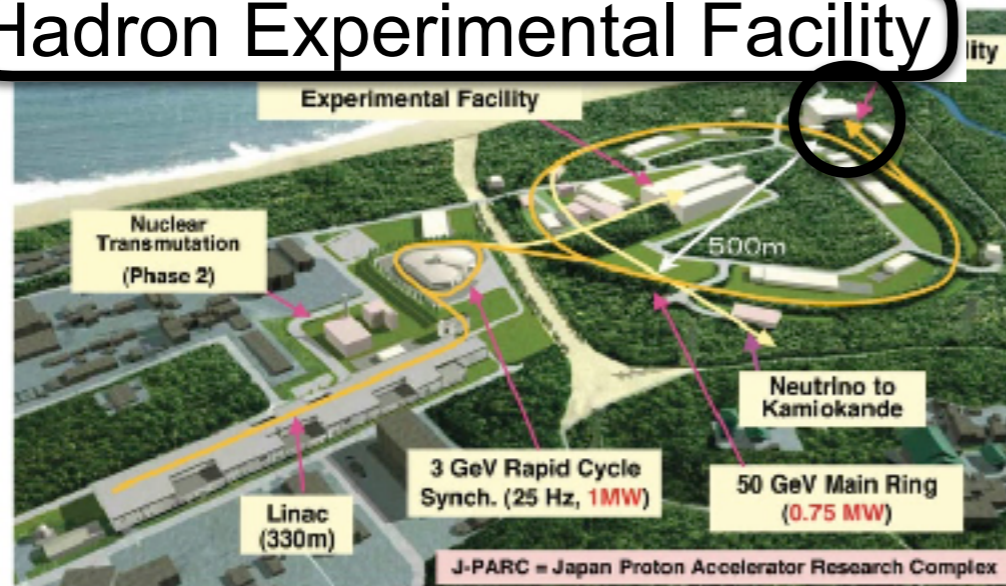 Hadron Experimental Facility
lity
Experimental Facility
Nuclear
Transmutation
(Phase 2)
500m
Neutrino to
Kamiokande
3 GeV Rapid Cycle
Synch. (25 Hz, 1MW)
50 GeV Main Ring
(0.75 MW)
Linac
(330m)
J-PARC = Japan Proton Accelerator Research Complex